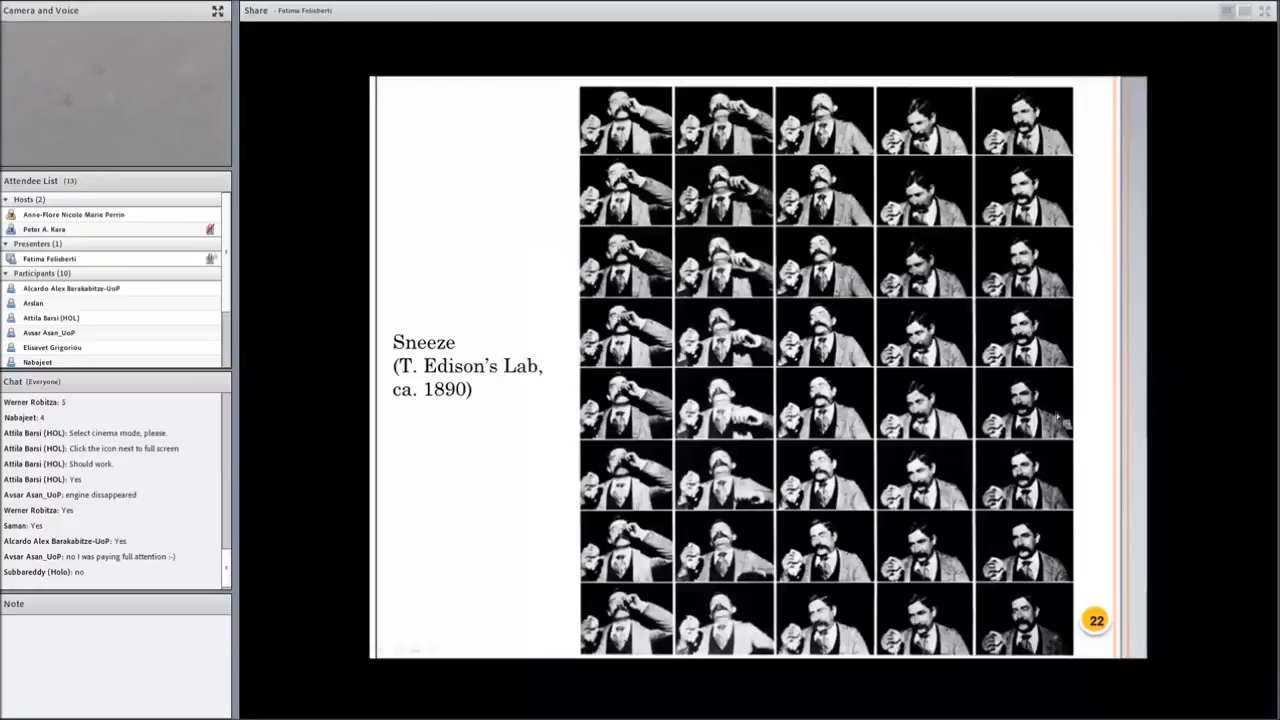 Camera and Voice
Share - Fatima Felisberti
Attendee List (13)
Hosts (2)
Anne-Flore Nicole Marie Perrin
Peter A. Kara
Presenters (1)
Fatima Felisberti
Participants (10)
Alcardo Alex Barakabitze-UoP
Arslan
Attila Barsi (HOL)
Avsar Asan_UoP
Elisavet Grigoriou
Nabajeet
Chat (Everyone)
Werner Robitza: 5
Nabajeet: 4
Attila Barsi (HOL): Select cinema mode, please.
Attila Barsi (HOL): Click the icon next to full screen
Attila Barsi (HOL): Should work.
Attila Barsi (HOL): Yes
Avsar Asan_UoP: engine dissappeared
Werner Robitza: Yes
Saman: Yes
Alcardo Alex Barakabitze-UoP: Yes
Avsar Asan_UoP: no I was paying full attention :-)
Subbareddy (Holo): no
Note
Sneeze
(T. Edison's Lab,
ca. 1890)
22